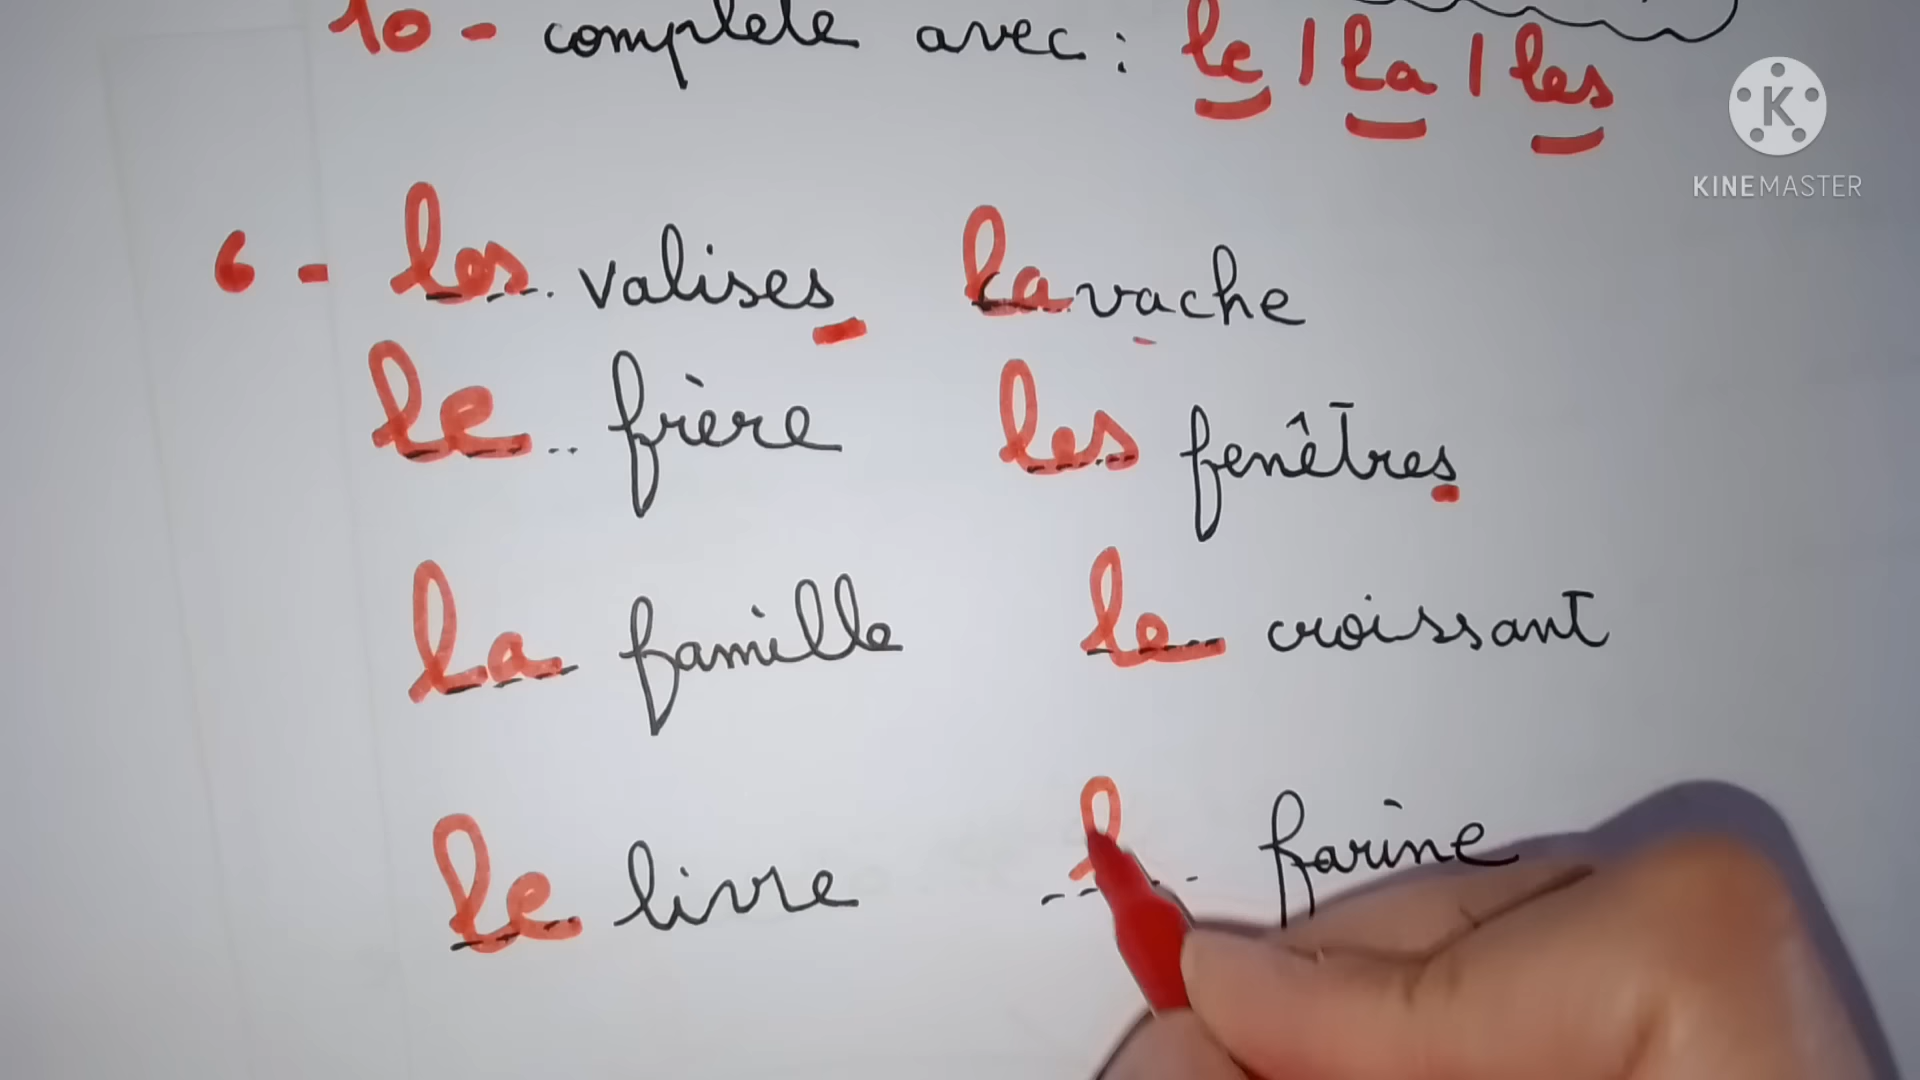 10 - complète avec : le / la / les
KINEMASTER
6 - les valises la vache
le frère les fenêtres
la famille le croissant
le livre l farine